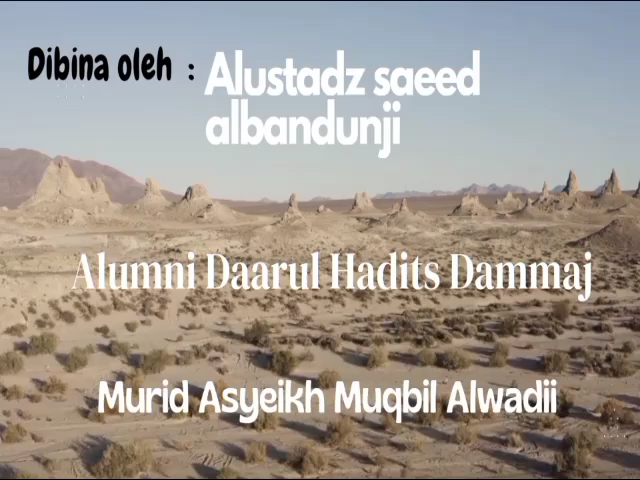 Dibina oleh : Alustadz saeed
albandunji
Alumni Daarul Hadits Dammaj
Murid Asyeikh Muqbil Alwadii